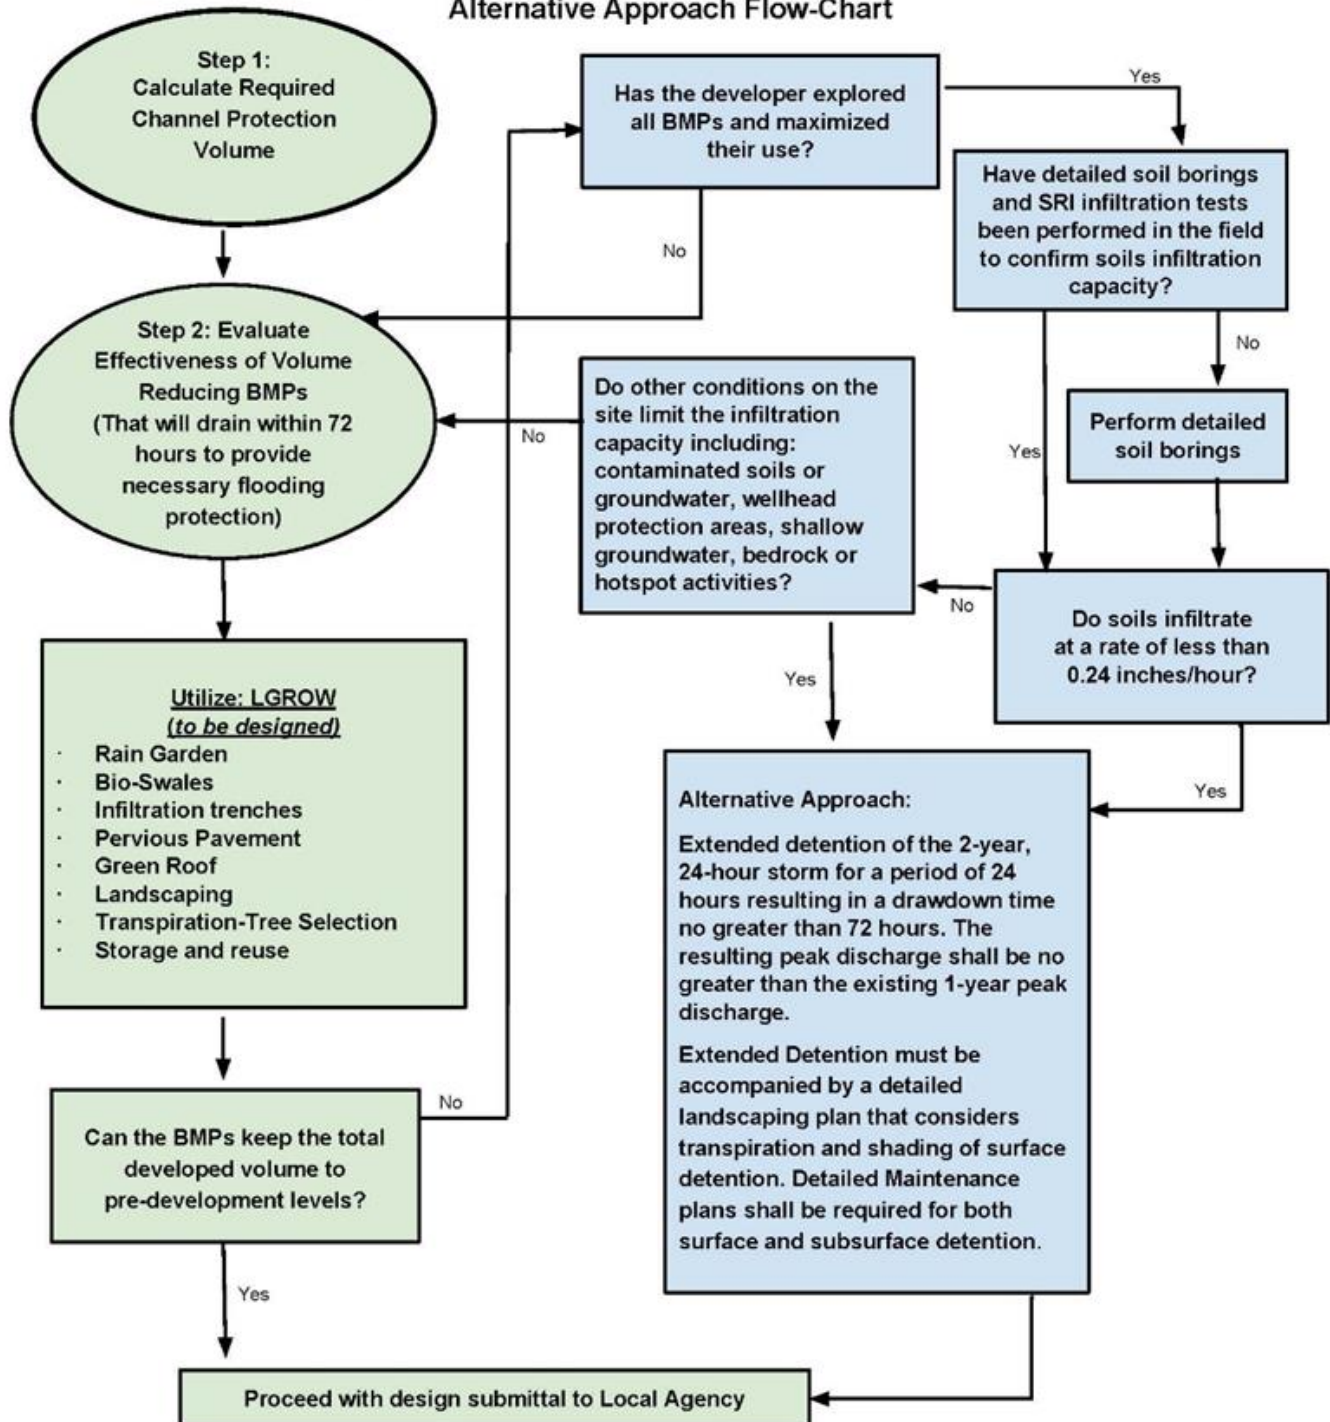 Alternative Approach Flow-Chart
Step 1:
Calculate Required
Channel Protection
Volume
Step 2: Evaluate
Effectiveness of Volume
Reducing BMPs
(That will drain within 72
hours to provide
necessary flooding
protection)
Utilize: LGROW
(to be designed)
· Rain Garden
· Bio-Swales
· Infiltration trenches
· Pervious Pavement
· Green Roof
· Landscaping
· Transpiration-Tree Selection
· Storage and reuse
Can the BMPs keep the total
developed volume to
pre-development levels?
No
Yes
Proceed with design submittal to Local Agency
Has the developer explored
all BMPs and maximized
their use?
Yes
No
Have detailed soil borings
and SRI infiltration tests
been performed in the field
to confirm soils infiltration
capacity?
No
Yes
Perform detailed
soil borings
Do soils infiltrate
at a rate of less than
0.24 inches/hour?
No
Yes
Do other conditions on the
site limit the infiltration
capacity including:
contaminated soils or
groundwater, wellhead
protection areas, shallow
groundwater, bedrock or
hotspot activities?
No
Yes
Alternative Approach:
Extended detention of the 2-year,
24-hour storm for a period of 24
hours resulting in a drawdown time
no greater than 72 hours. The
resulting peak discharge shall be no
greater than the existing 1-year peak
discharge.
Extended Detention must be
accompanied by a detailed
landscaping plan that considers
transpiration and shading of surface
detention. Detailed Maintenance
plans shall be required for both
surface and subsurface detention.